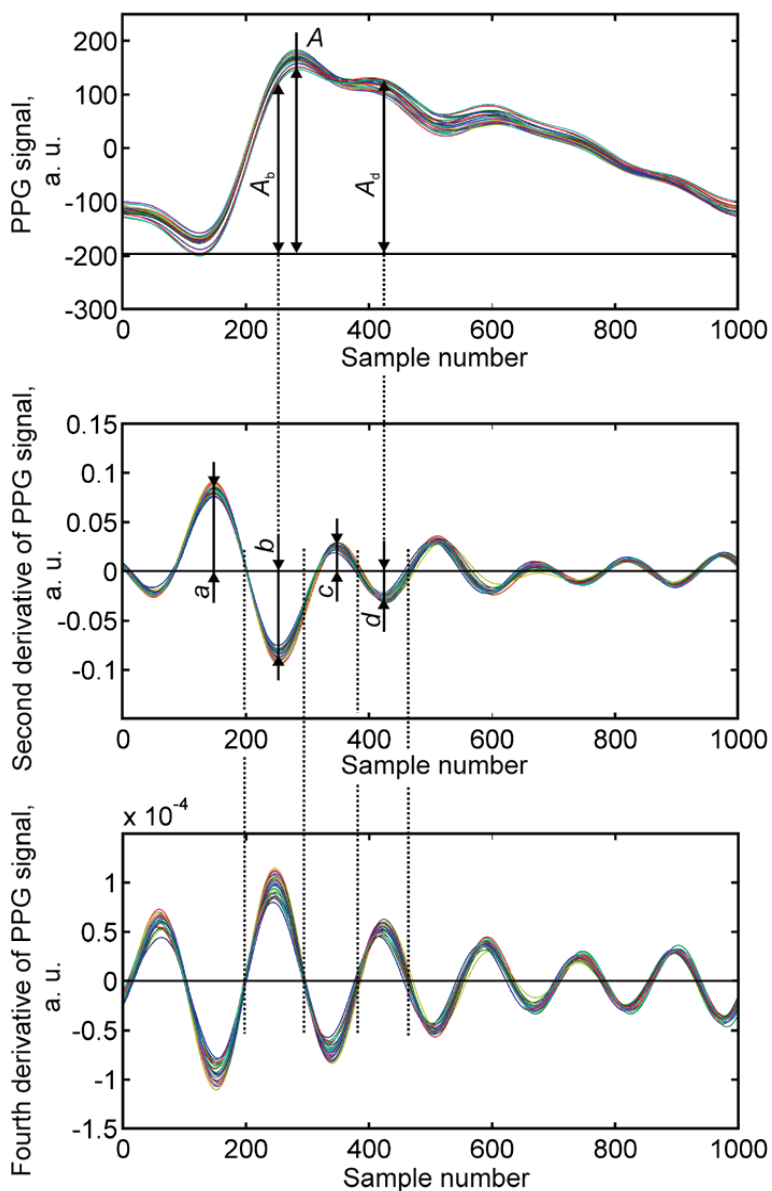 PPG signal,
a. u.
200
100
0
-100
-200
-300
A
A_b
A_d
0 200 400 600 800 1000
Sample number
Second derivative of PPG signal,
a. u.
0.15
0.1
0.05
0
-0.05
-0.1
a
b
c
d
0 200 400 600 800 1000
Sample number
Fourth derivative of PPG signal,
a. u.
x 10^-4
1
0.5
0
-0.5
-1
-1.5
0 200 400 600 800 1000
Sample number